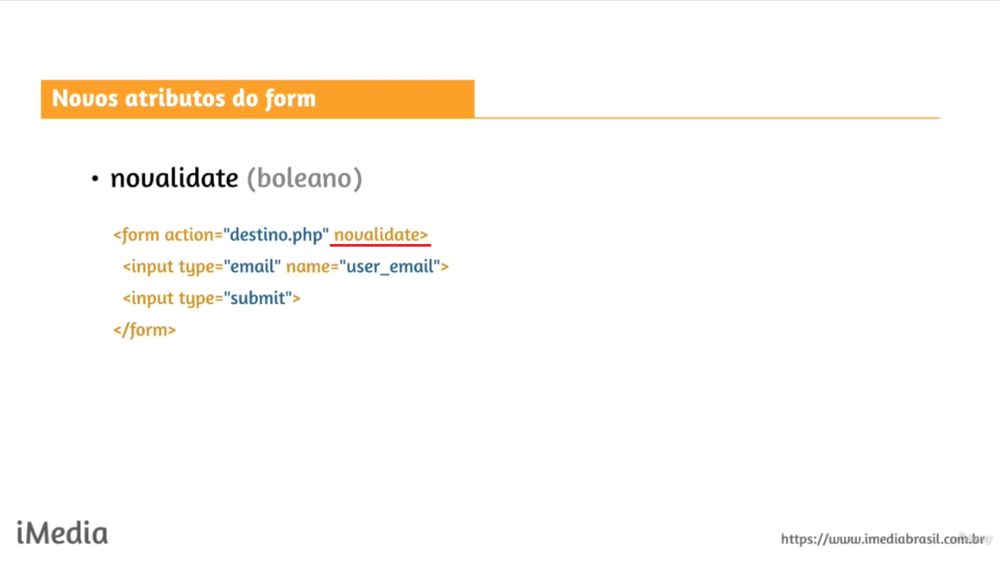 Novos atributos do form
• novalidate (boleano)
<form action="destino.php" novalidate>
<input type="email" name="user_email">
<input type="submit">
</form>
iMedia
https://www.imediabrasil.com.br
Udemy